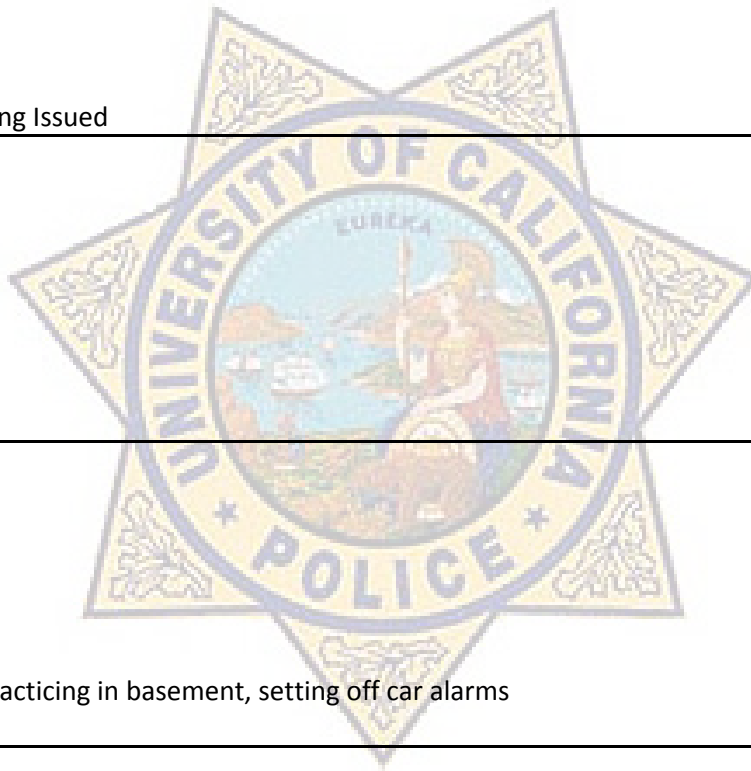 ng Issued
UNIVERSITY OF CALIFORNIA
EUREKA
POLICE
acticing in basement, setting off car alarms